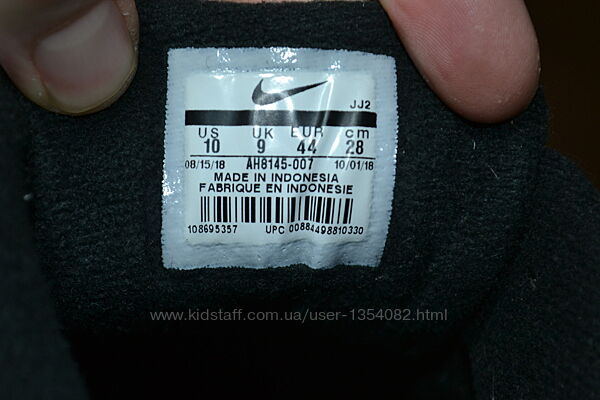 JJ2
US UK EUR cm
10 9 44 28
08/15/18 AH8145-007 10/01/18
MADE IN INDONESIA
FABRIQUE EN INDONESIE
108695357 UPC 00884498810330
www.kidstaff.com.ua/user-1354082.html